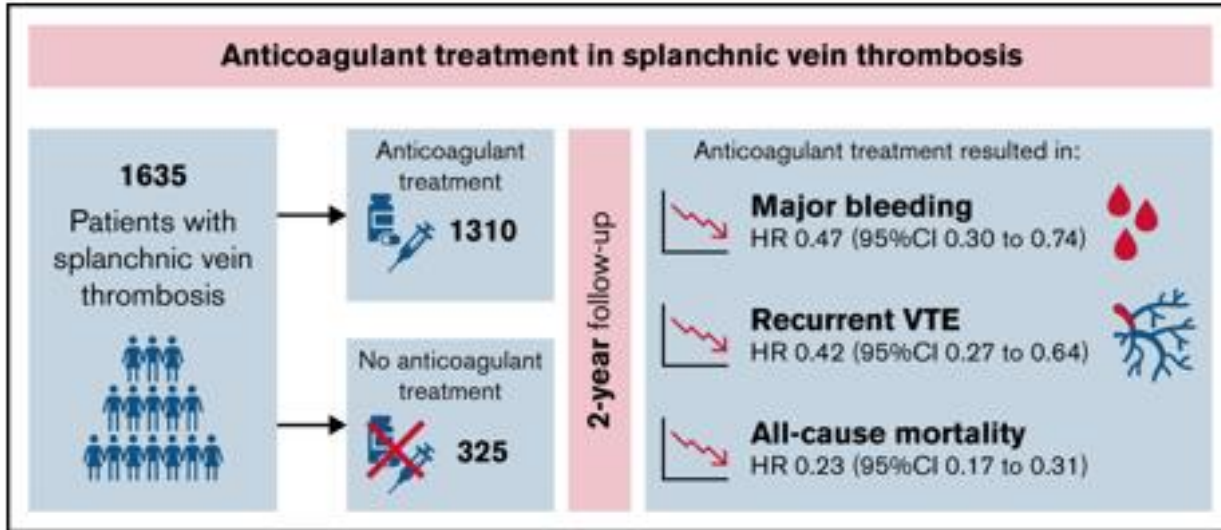 Anticoagulant treatment in splanchnic vein thrombosis
1635
Patients with
splanchnic vein
thrombosis
Anticoagulant
treatment
1310
No anticoagulant
treatment
325
2-year follow-up
Anticoagulant treatment resulted in:
Major bleeding
HR 0.47 (95%CI 0.30 to 0.74)
Recurrent VTE
HR 0.42 (95%CI 0.27 to 0.64)
All-cause mortality
HR 0.23 (95%CI 0.17 to 0.31)